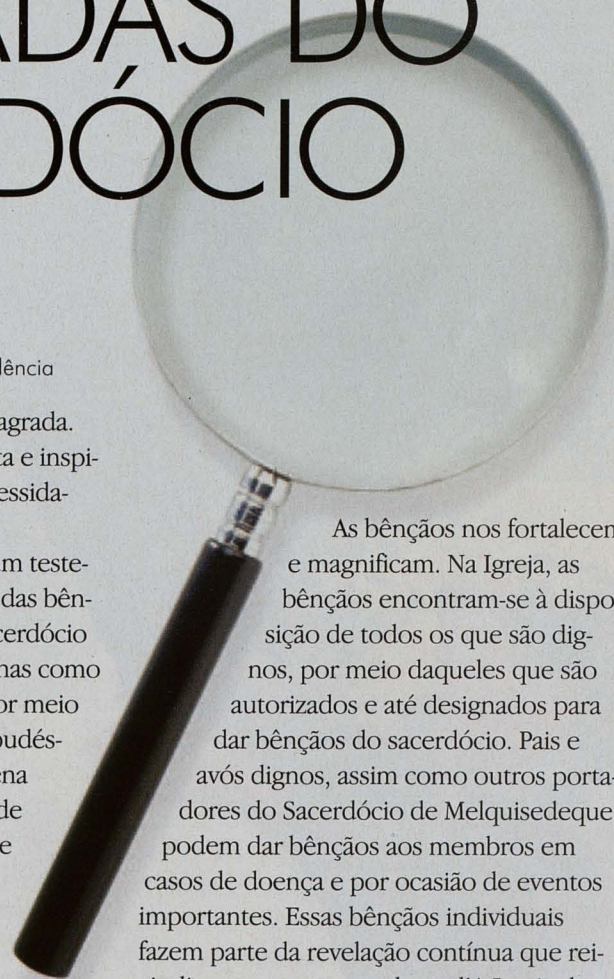 ADAS DO
DÓCIO
lência
agrada.
ta e inspi-
essida-
m teste-
das bên-
cerdócio
nas como
or meio
pudés-
ena
de
e
As bênçãos nos fortalecem
e magnificam. Na Igreja, as
bênçãos encontram-se à dispo
sição de todos os que são dig-
nos, por meio daqueles que são
autorizados e até designados para
dar bênçãos do sacerdócio. Pais e
avós dignos, assim como outros porta-
dores do Sacerdócio de Melquisedeque
podem dar bênçãos aos membros em
casos de doença e por ocasião de eventos
importantes. Essas bênçãos individuais
fazem parte da revelação contínua que rei-